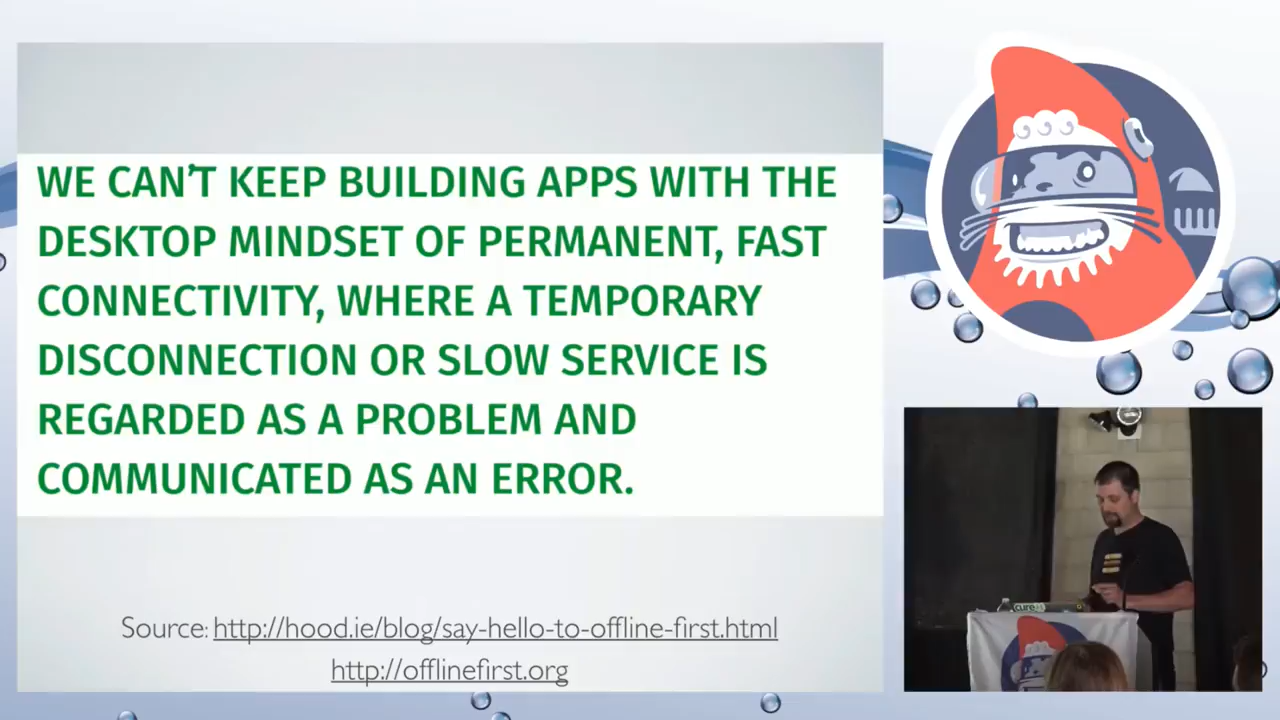 WE CAN'T KEEP BUILDING APPS WITH THE
DESKTOP MINDSET OF PERMANENT, FAST
CONNECTIVITY, WHERE A TEMPORARY
DISCONNECTION OR SLOW SERVICE IS
REGARDED AS A PROBLEM AND
COMMUNICATED AS AN ERROR.
Source: http://hood.ie/blog/say-hello-to-offline-first.html
http://offlinefirst.org
cure